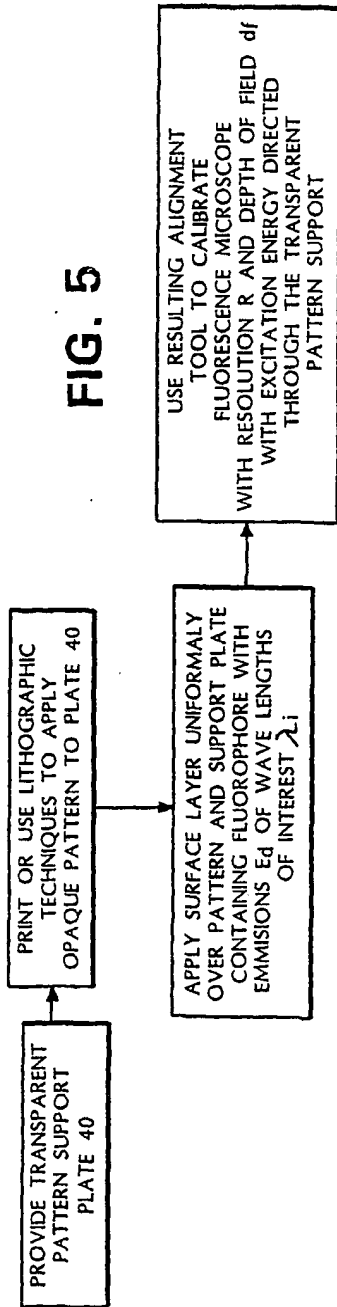 FIG. 5
PROVIDE TRANSPARENT
PATTERN SUPPORT
PLATE 40
PRINT OR USE LITHOGRAPHIC
TECHNIQUES TO APPLY
OPAQUE PATTERN TO PLATE 40
APPLY SURFACE LAYER UNIFORMALY
OVER PATTERN AND SUPPORT PLATE
CONTAINING FLUOROPHORE WITH
EMMISIONS Ed OF WAVE LENGTHS
OF INTEREST λi
USE RESULTING ALIGNMENT
TOOL TO CALIBRATE
FLUORESCENCE MICROSCOPE
WITH RESOLUTION R AND DEPTH OF FIELD df
WITH EXCITATION ENERGY DIRECTED
THROUGH THE TRANSPARENT
PATTERN SUPPORT